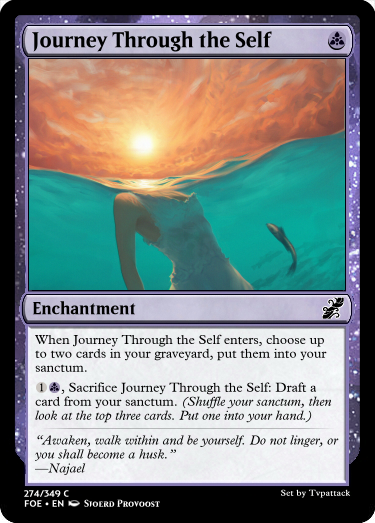 Journey Through the Self
Enchantment
When Journey Through the Self enters, choose up
to two cards in your graveyard, put them into your
sanctum.
1, Sacrifice Journey Through the Self: Draft a
card from your sanctum. (Shuffle your sanctum, then
look at the top three cards. Put one into your hand.)
“Awaken, walk within and be yourself. Do not linger, or
you shall become a husk.”
—Najael
274/349 C
FOE • EN Sjoerd Provoost
Set by Tvpattack